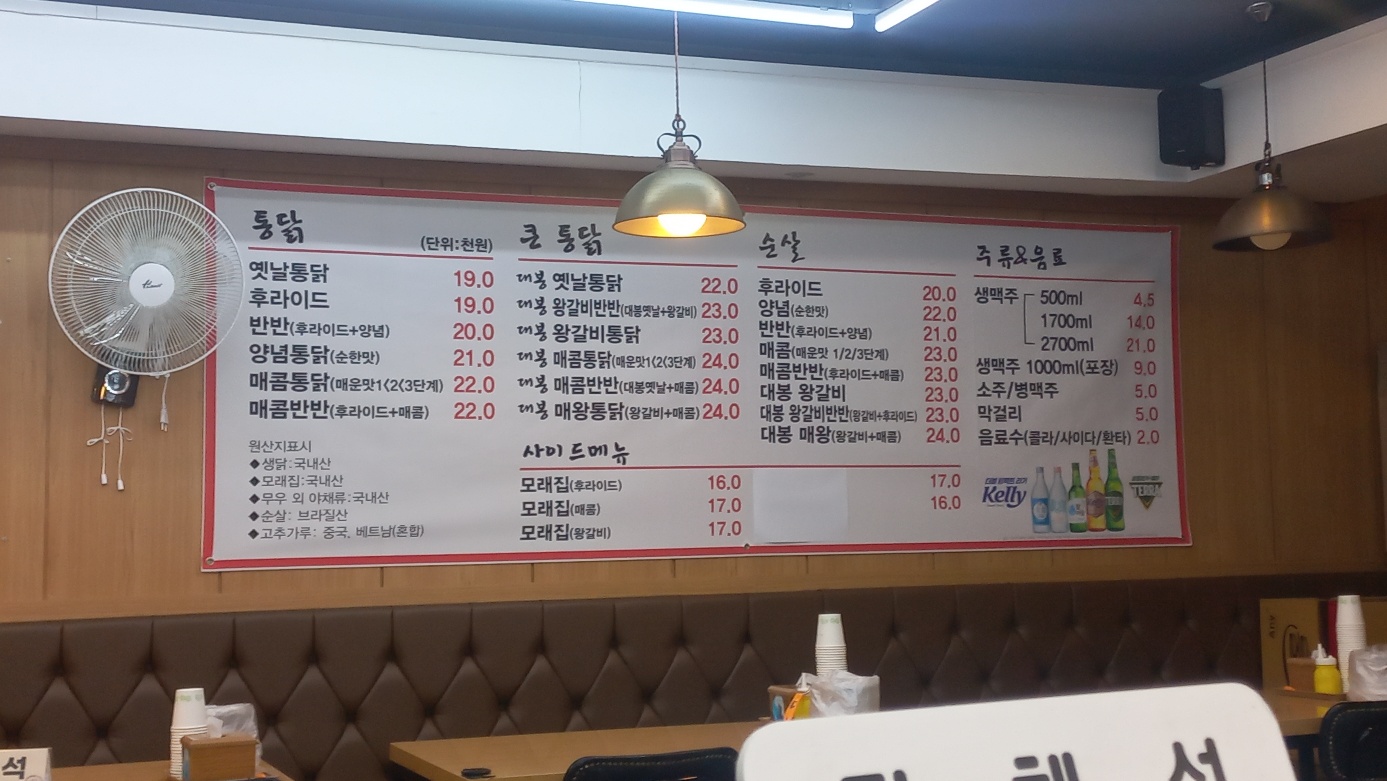 통닭
(단위:천원)
옛날통닭 19.0
후라이드 19.0
반반(후라이드+양념) 20.0
양념통닭(순한맛) 21.0
매콤통닭(매운맛1<2<3단계) 22.0
매콤반반(후라이드+매콤) 22.0
원산지표시
◆생닭:국내산
◆모래집:국내산
◆무우 외 야채류:국내산
◆순살: 브라질산
◆고추가루: 중국, 베트남(혼합)
큰 통닭
대봉 옛날통닭 22.0
대봉 왕갈비반반(대봉옛날+왕갈비) 23.0
대봉 왕갈비통닭 23.0
대봉 매콤통닭(매운맛1<2<3단계) 24.0
대봉 매콤반반(대봉옛날+매콤) 24.0
대봉 매왕통닭(왕갈비+매콤) 24.0
사이드메뉴
모래집(후라이드) 16.0
모래집(매콤) 17.0
모래집(왕갈비) 17.0
17.0
16.0
순살
후라이드 20.0
양념(순한맛) 22.0
반반(후라이드+양념) 21.0
매콤(매운맛 1/2/3단계) 23.0
매콤반반(후라이드+매콤) 23.0
대봉 왕갈비 23.0
대봉 왕갈비반반(왕갈비+후라이드) 23.0
대봉 매왕(왕갈비+매콤) 24.0
주류&음료
생맥주 500ml 4.5
1700ml 14.0
2700ml 21.0
생맥주 1000ml(포장) 9.0
소주/병맥주 5.0
막걸리 5.0
음료수(콜라/사이다/환타) 2.0
Kelly
TERRA
석